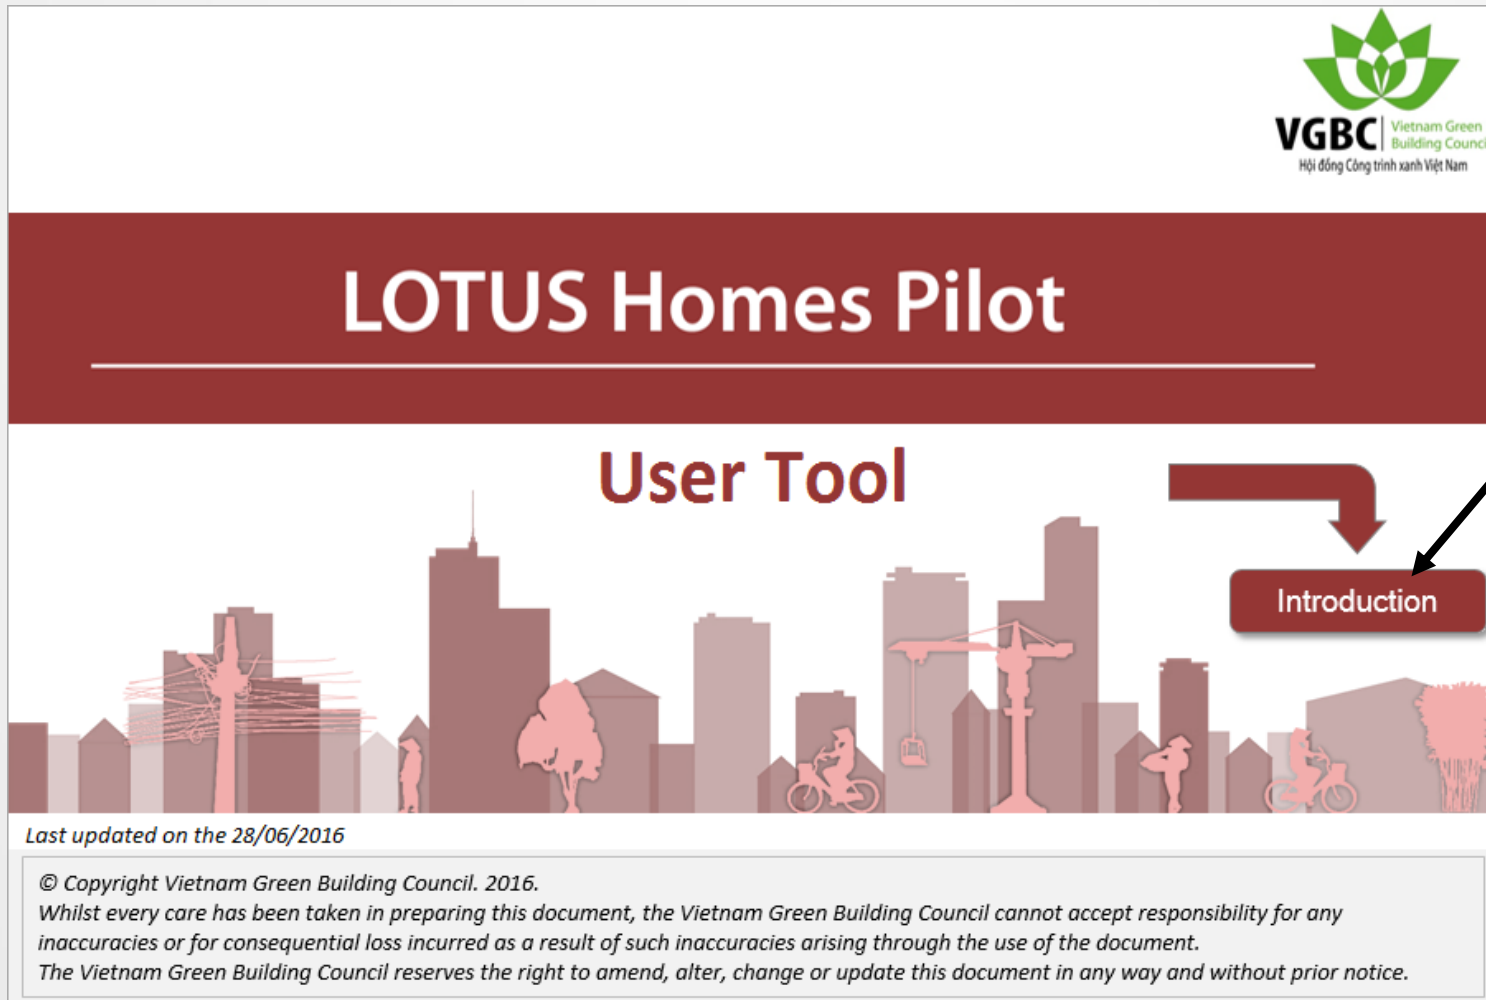 VGBC
Vietnam Green
Building Counci
Hội đồng Công trình xanh Việt Nam
LOTUS Homes Pilot
User Tool
Introduction
Last updated on the 28/06/2016
© Copyright Vietnam Green Building Council. 2016.
Whilst every care has been taken in preparing this document, the Vietnam Green Building Council cannot accept responsibility for any
inaccuracies or for consequential loss incurred as a result of such inaccuracies arising through the use of the document.
The Vietnam Green Building Council reserves the right to amend, alter, change or update this document in any way and without prior notice.